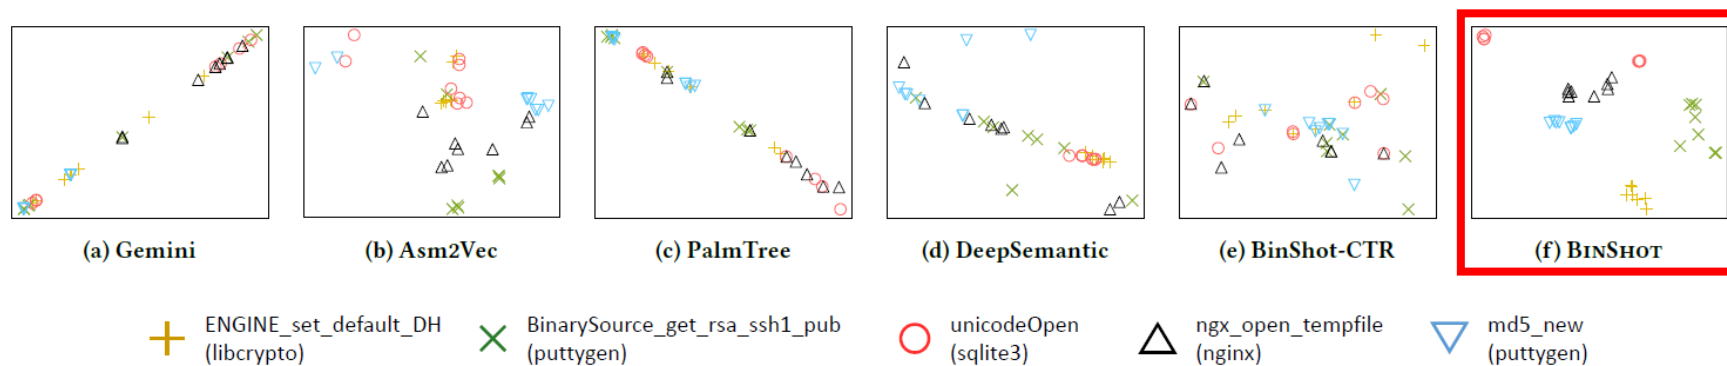 (a) Gemini
(b) Asm2Vec
(c) PalmTree
(d) DeepSemantic
(e) BinShot-CTR
(f) BINSHOT
ENGINE_set_default_DH
(libcrypto)
BinarySource_get_rsa_ssh1_pub
(puttygen)
unicodeOpen
(sqlite3)
ngx_open_tempfile
(nginx)
md5_new
(puttygen)